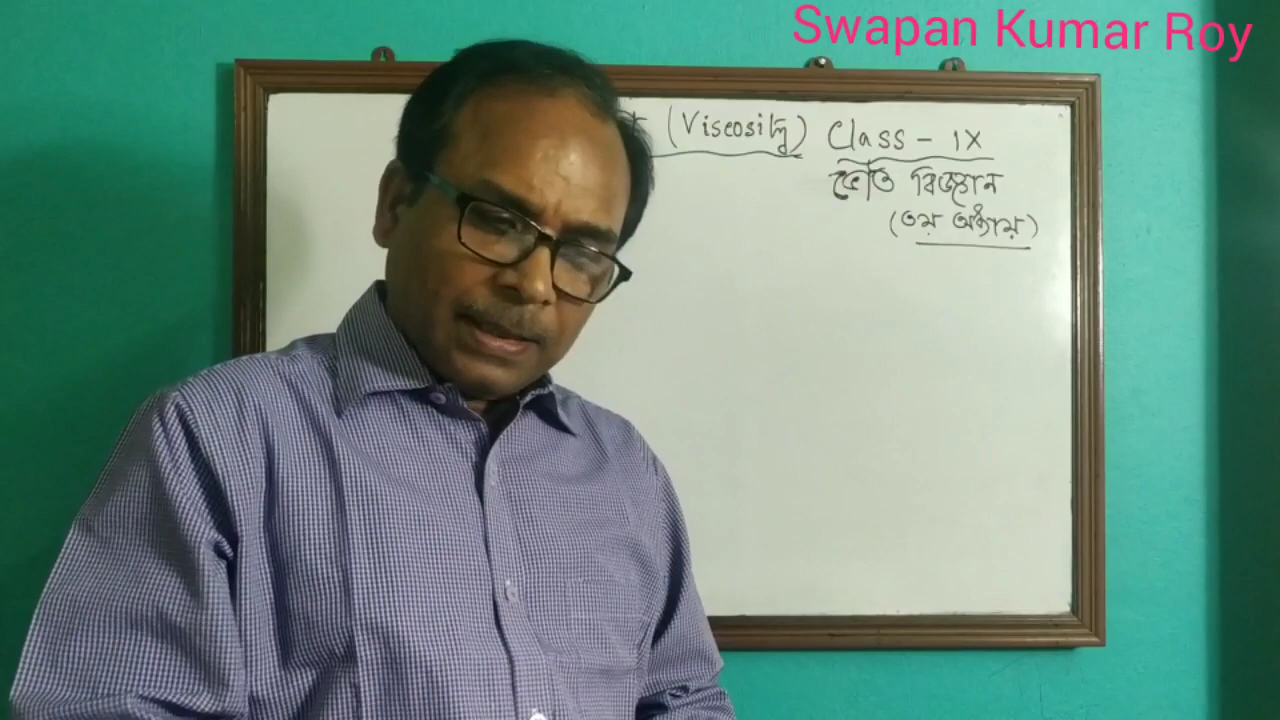 Swapan Kumar Roy
(Viscosity) Class - IX
ভৌত বিজ্ঞান
(৩য় অধ্যায়)